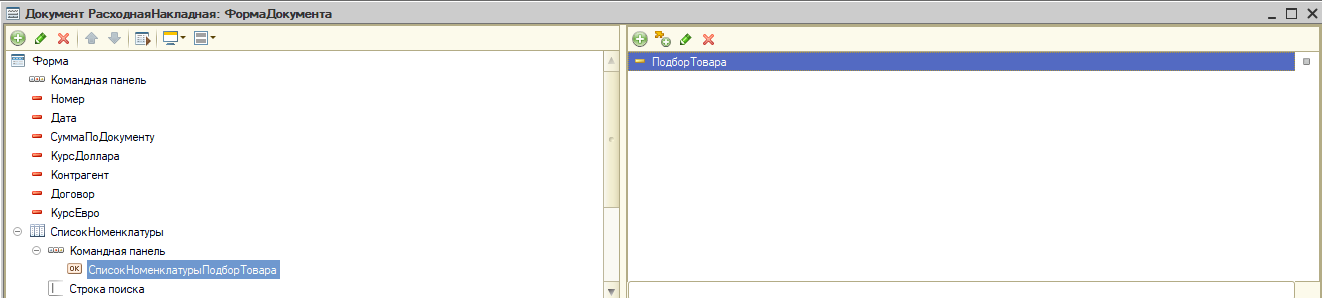 Документ РасходнаяНакладная: ФормаДокумента
Форма
Командная панель
Номер
Дата
СуммаПоДокументу
КурсДоллара
Контрагент
Договор
КурсЕвро
СписокНоменклатуры
Командная панель
OK СписокНоменклатурыПодборТовара
Строка поиска
ПодборТовара